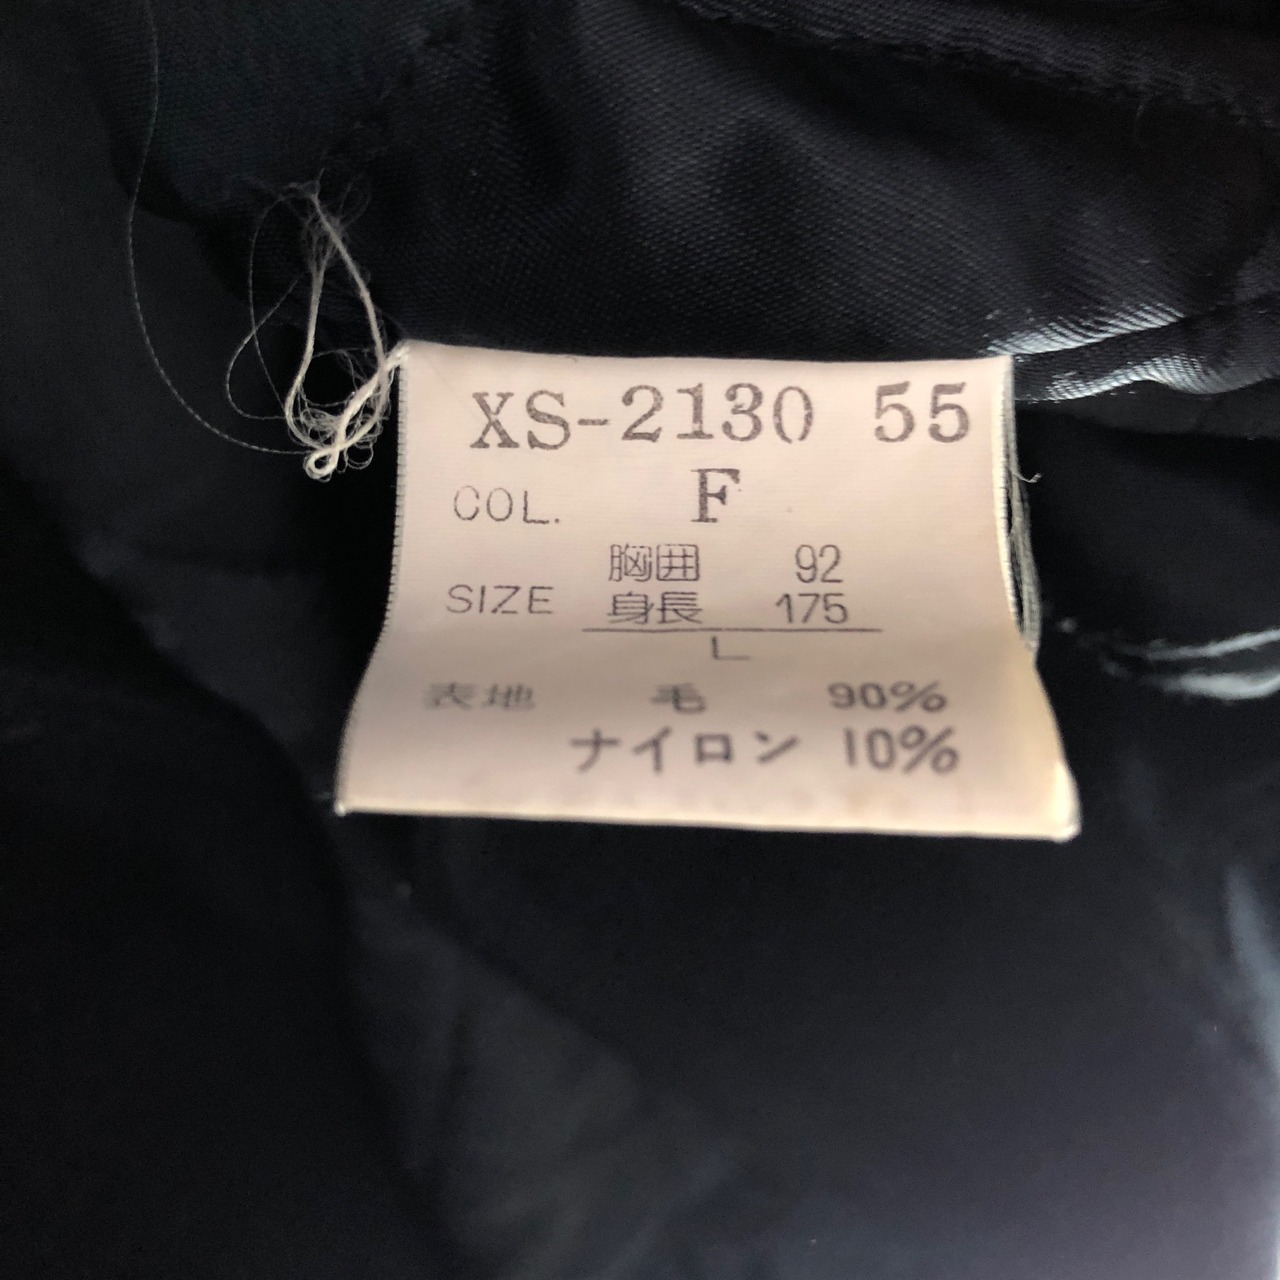 XS-2130 55
COL. F
胸囲 92
SIZE 身長 175
L
表地 毛 90%
ナイロン 10%